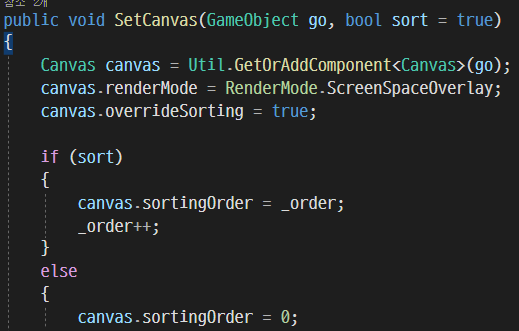 참조 2개
public void SetCanvas(GameObject go, bool sort = true)
{
    Canvas canvas = Util.GetOrAddComponent<Canvas>(go);
    canvas.renderMode = RenderMode.ScreenSpaceOverlay;
    canvas.overrideSorting = true;

    if (sort)
    {
        canvas.sortingOrder = _order;
        _order++;
    }
    else
    {
        canvas.sortingOrder = 0;